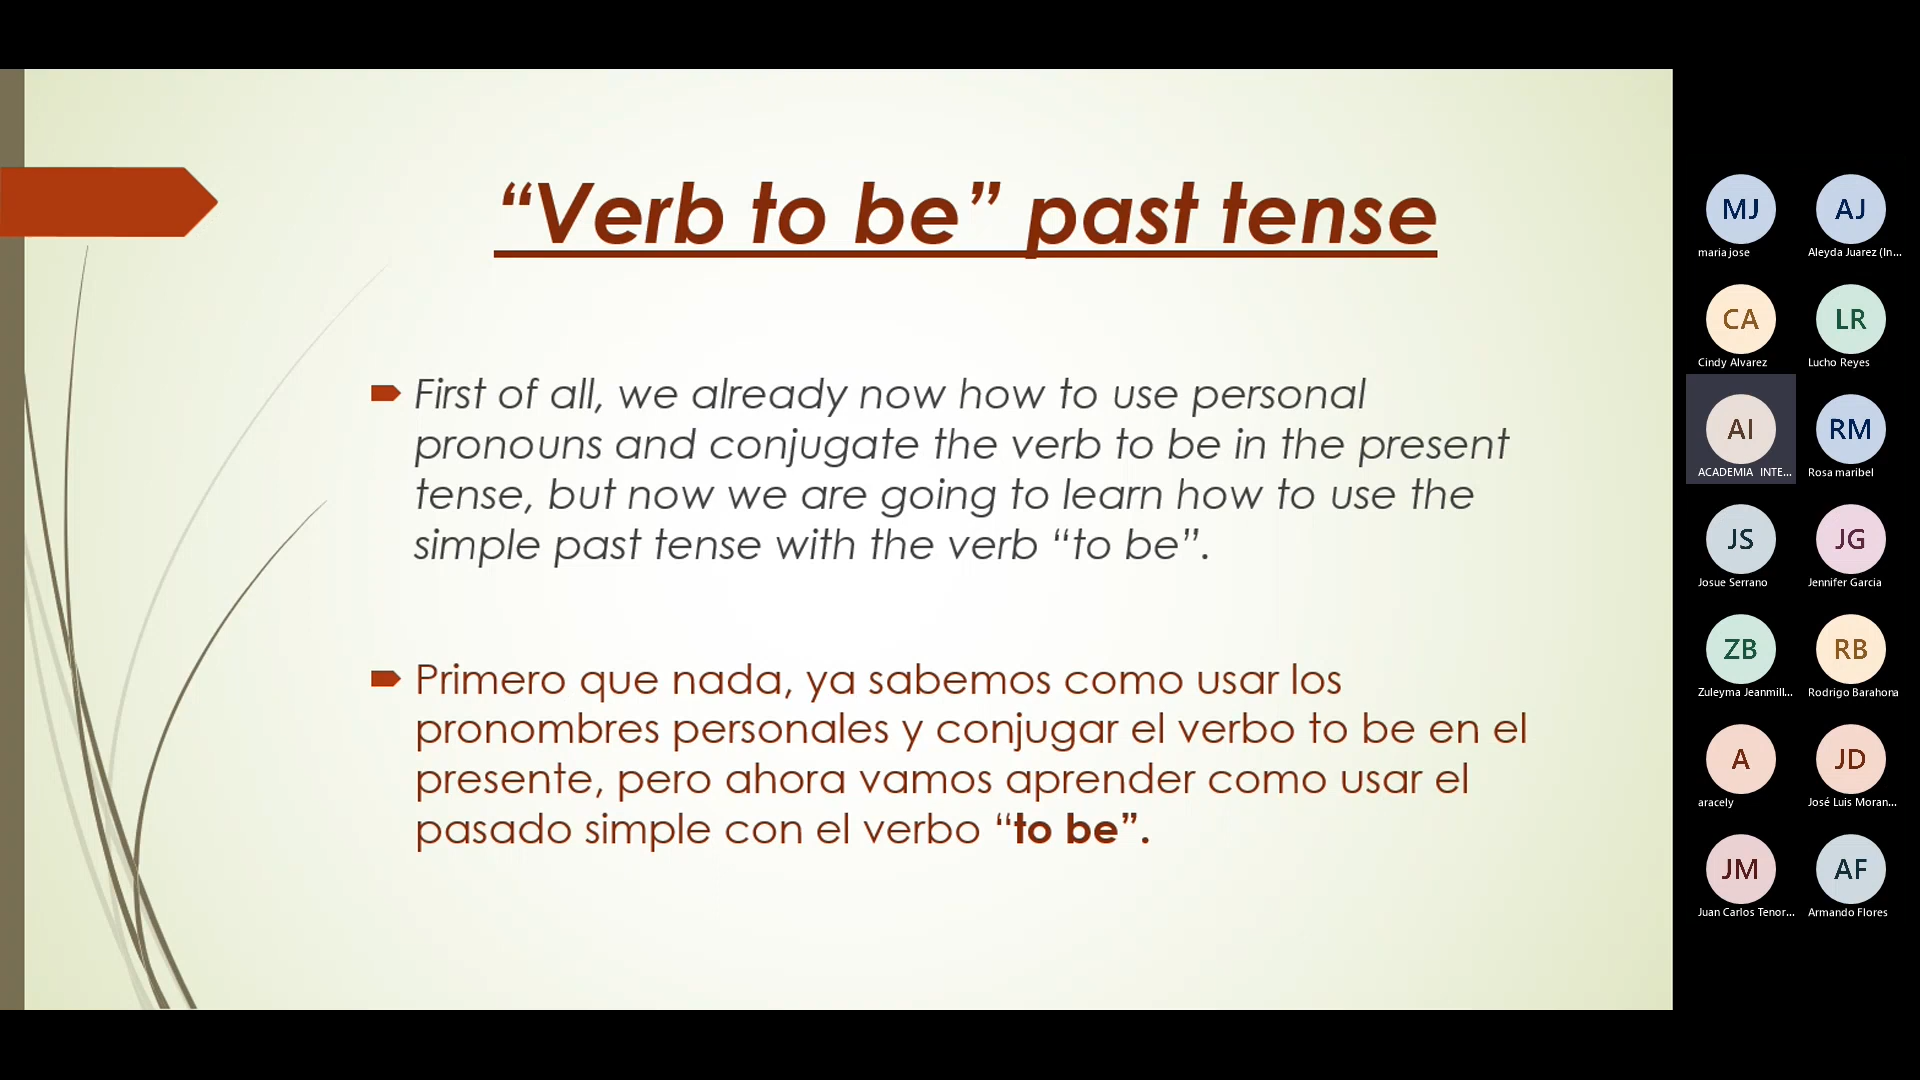 “Verb to be” past tense
First of all, we already now how to use personal
pronouns and conjugate the verb to be in the present
tense, but now we are going to learn how to use the
simple past tense with the verb “to be”.
Primero que nada, ya sabemos como usar los
pronombres personales y conjugar el verbo to be en el
presente, pero ahora vamos aprender como usar el
pasado simple con el verbo “to be”.
MJ AJ
maria jose Aleyda Juarez (In...
CA LR
Cindy Alvarez Lucho Reyes
AI RM
ACADEMIA INTE... Rosa maribel
JS JG
Josue Serrano Jennifer Garcia
ZB RB
Zuleyma Jeanmill... Rodrigo Barahona
A JD
aracely José Luis Moran...
JM AF
Juan Carlos Tenor... Armando Flores